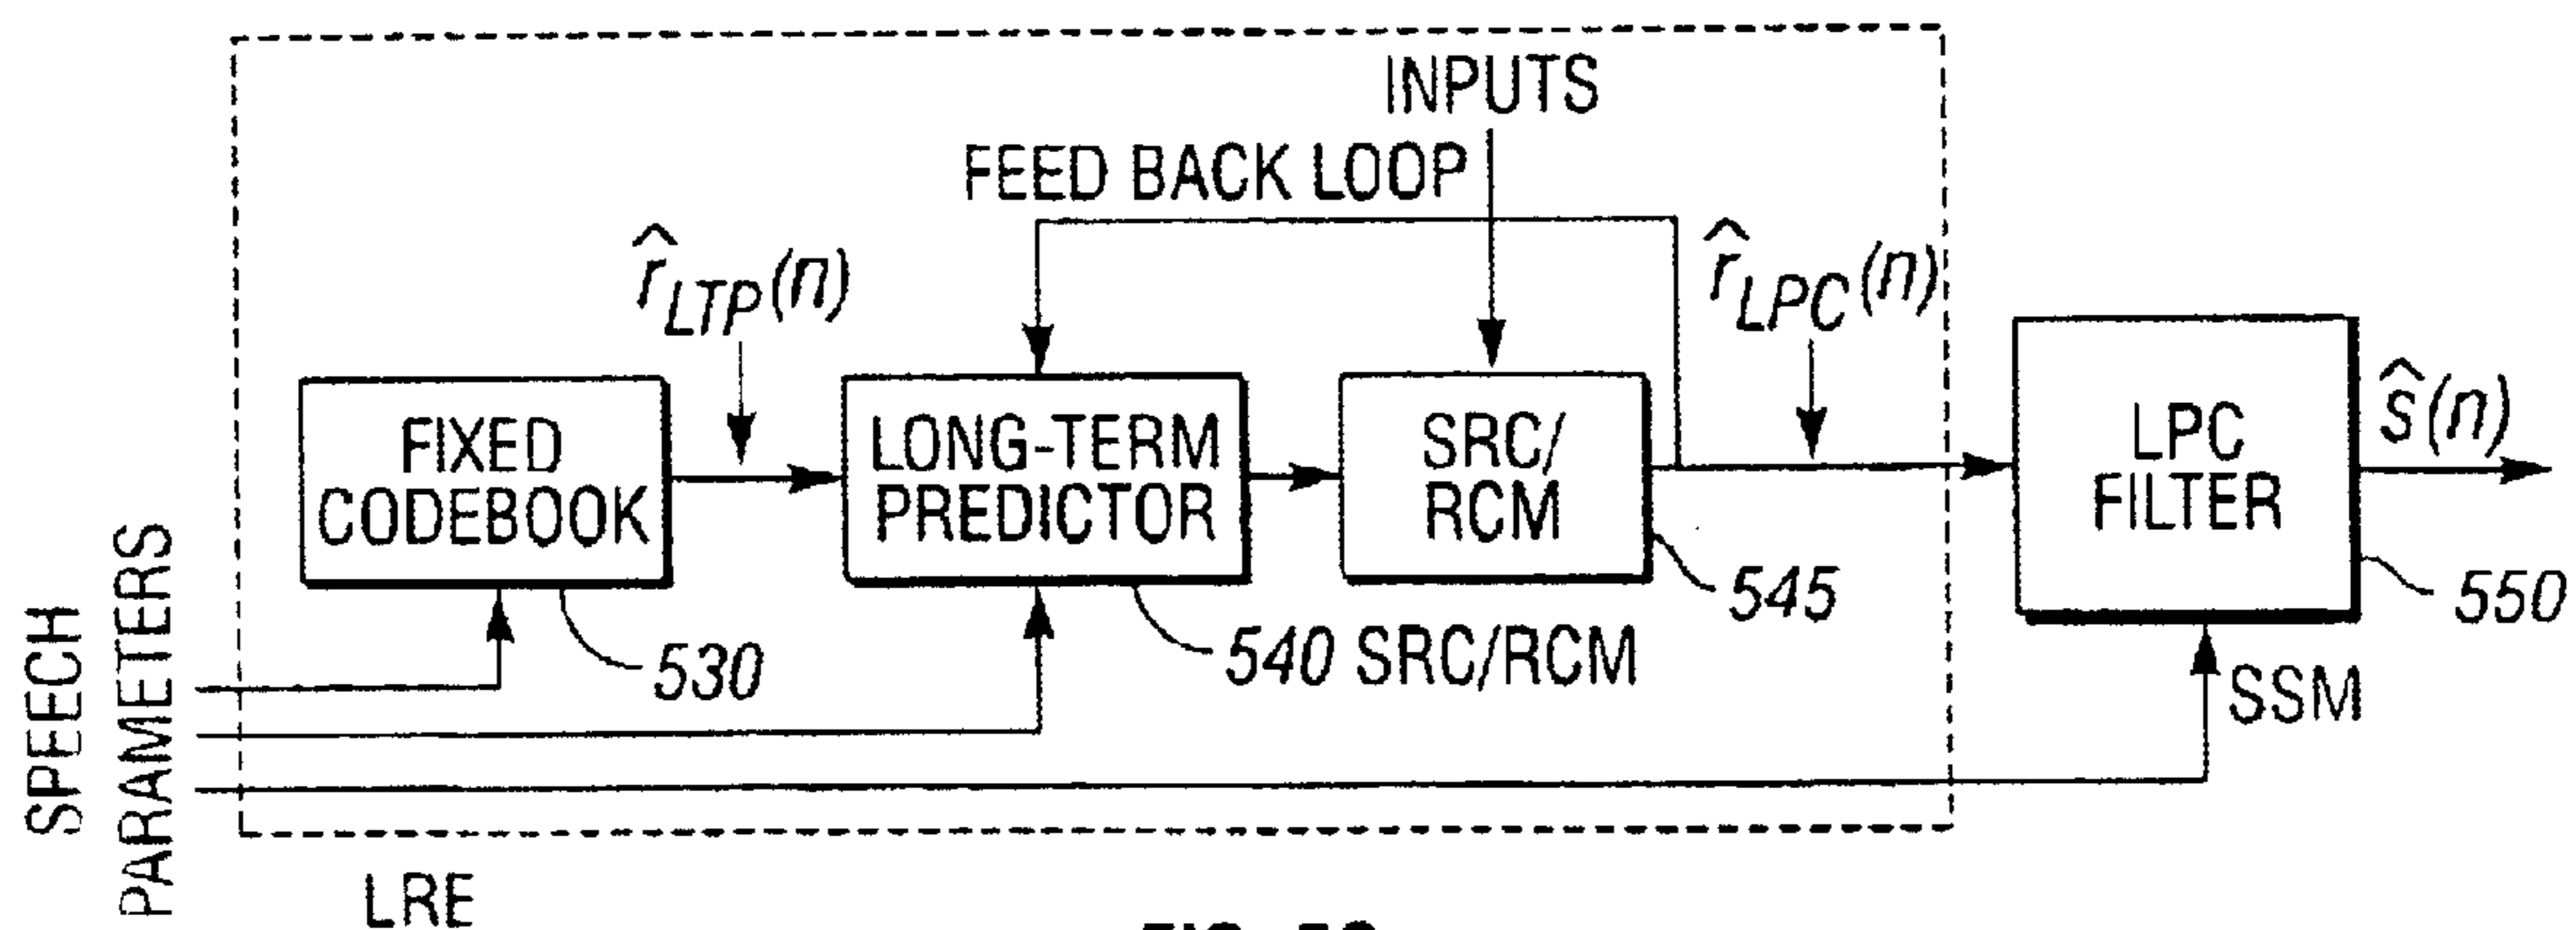 INPUTS
FEED BACK LOOP
r̂LTP(n)
r̂LPC(n)
FIXED
CODEBOOK
LONG-TERM
PREDICTOR
SRC/
RCM
LPC
FILTER
ŝ(n)
530
540 SRC/RCM
545
550
SSM
SPEECH
PARAMETERS
LRE